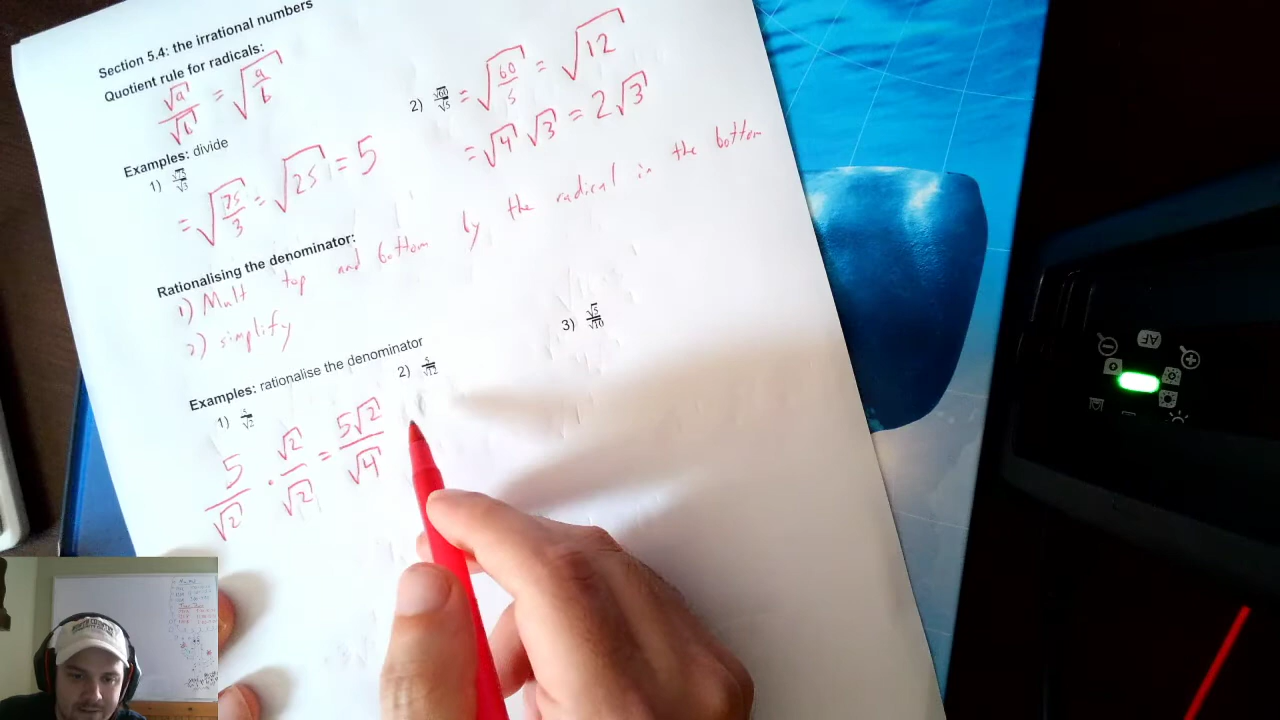 Section 5.4: the irrational numbers
Quotient rule for radicals:
√a/√b = √(a/b)
Examples: divide
1) √75/√3
= √(75/3) = √25 = 5
2) √60/√5 = √(60/5) = √12
= √4 √3 = 2√3
Rationalising the denominator:
1) Mult top and bottom by the radical in the bottom
2) simplify
Examples: rationalise the denominator
1) 5/√2
5/√2 · √2/√2 = 5√2/√4
2) 5/√12
3) √5/√10
AF